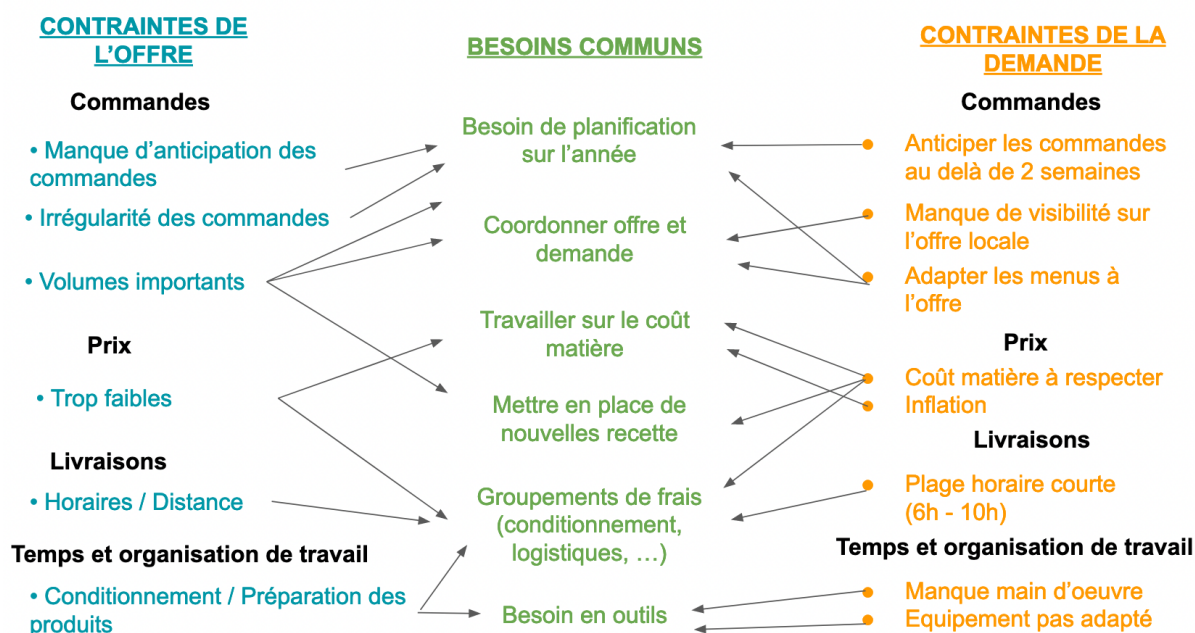 CONTRAINTES DE
L'OFFRE
Commandes
• Manque d'anticipation des
commandes
• Irrégularité des commandes
• Volumes importants
Prix
• Trop faibles
Livraisons
• Horaires / Distance
Temps et organisation de travail
• Conditionnement / Préparation des
produits
BESOINS COMMUNS
Besoin de planification
sur l'année
Coordonner offre et
demande
Travailler sur le coût
matière
Mettre en place de
nouvelles recette
Groupements de frais
(conditionnement,
logistiques, …)
Besoin en outils
CONTRAINTES DE LA
DEMANDE
Commandes
Anticiper les commandes
au delà de 2 semaines
Manque de visibilité sur
l'offre locale
Adapter les menus à
l'offre
Prix
Coût matière à respecter
Inflation
Livraisons
Plage horaire courte
(6h - 10h)
Temps et organisation de travail
Manque main d'oeuvre
Equipement pas adapté